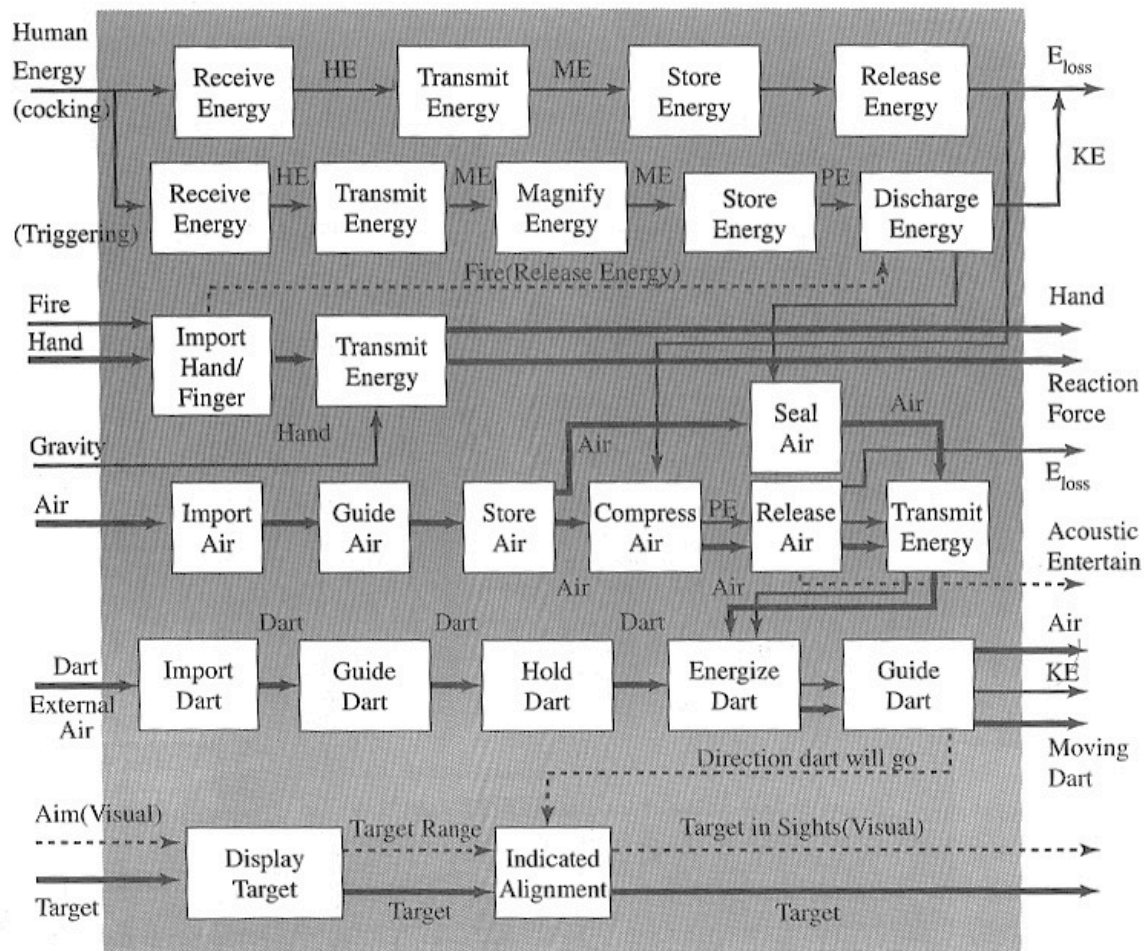 Human
Energy
(cocking)
Receive
Energy
HE
Transmit
Energy
ME
Store
Energy
Release
Energy
E_loss
KE
(Triggering)
Receive
Energy
HE
Transmit
Energy
ME
Magnify
Energy
ME
Store
Energy
PE
Discharge
Energy
Fire(Release Energy)
Fire
Hand
Import
Hand/
Finger
Transmit
Energy
Hand
Reaction
Force
Gravity
Hand
Seal
Air
Air
Air
E_loss
Air
Import
Air
Guide
Air
Store
Air
Compress
Air
PE
Release
Air
Transmit
Energy
Acoustic
Entertain
Air
Air
Dart
External
Air
Import
Dart
Dart
Guide
Dart
Dart
Hold
Dart
Dart
Energize
Dart
Guide
Dart
Air
KE
Moving
Dart
Direction dart will go
Aim(Visual)
Target
Display
Target
Target Range
Target
Indicated
Alignment
Target in Sights(Visual)
Target